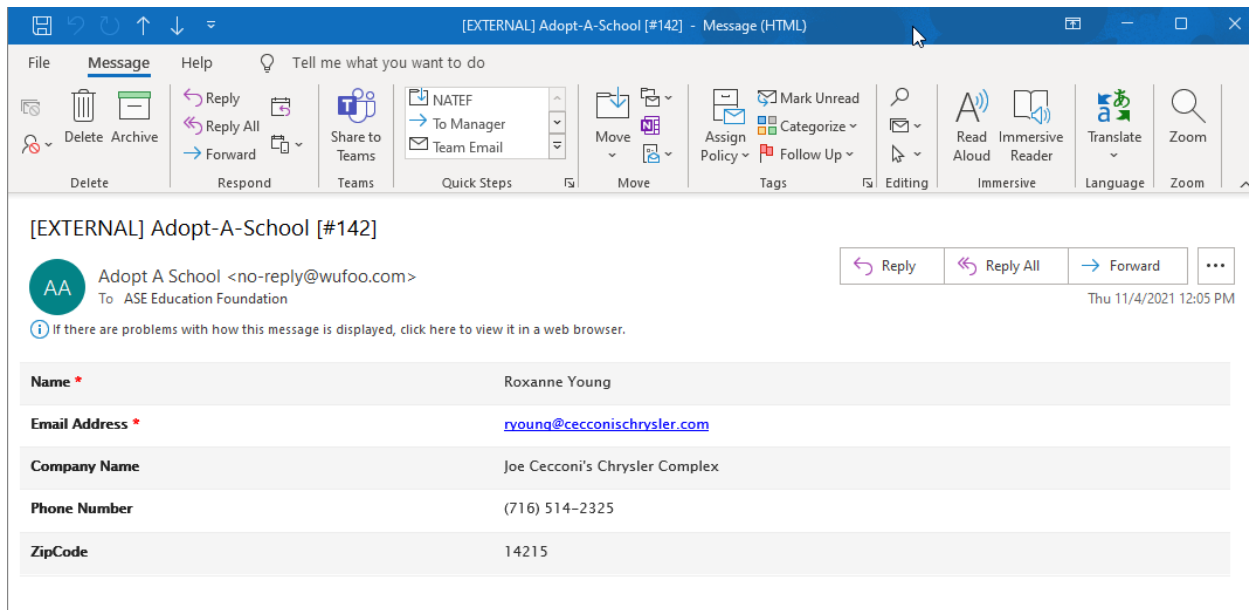 [EXTERNAL] Adopt-A-School [#142] - Message (HTML)
File Message Help Tell me what you want to do
Delete Archive
Reply
Reply All
Forward
Share to Teams
NATEF
To Manager
Team Email
Move
Assign Policy
Mark Unread
Categorize
Follow Up
Read Aloud
Immersive Reader
Translate
Zoom
Delete Respond Teams Quick Steps Move Tags Editing Immersive Language Zoom
[EXTERNAL] Adopt-A-School [#142]
AA
Adopt A School <no-reply@wufoo.com>
To ASE Education Foundation
Reply Reply All Forward
Thu 11/4/2021 12:05 PM
If there are problems with how this message is displayed, click here to view it in a web browser.
Name * Roxanne Young
Email Address * ryoung@cecconischrysler.com
Company Name Joe Cecconi's Chrysler Complex
Phone Number (716) 514-2325
ZipCode 14215